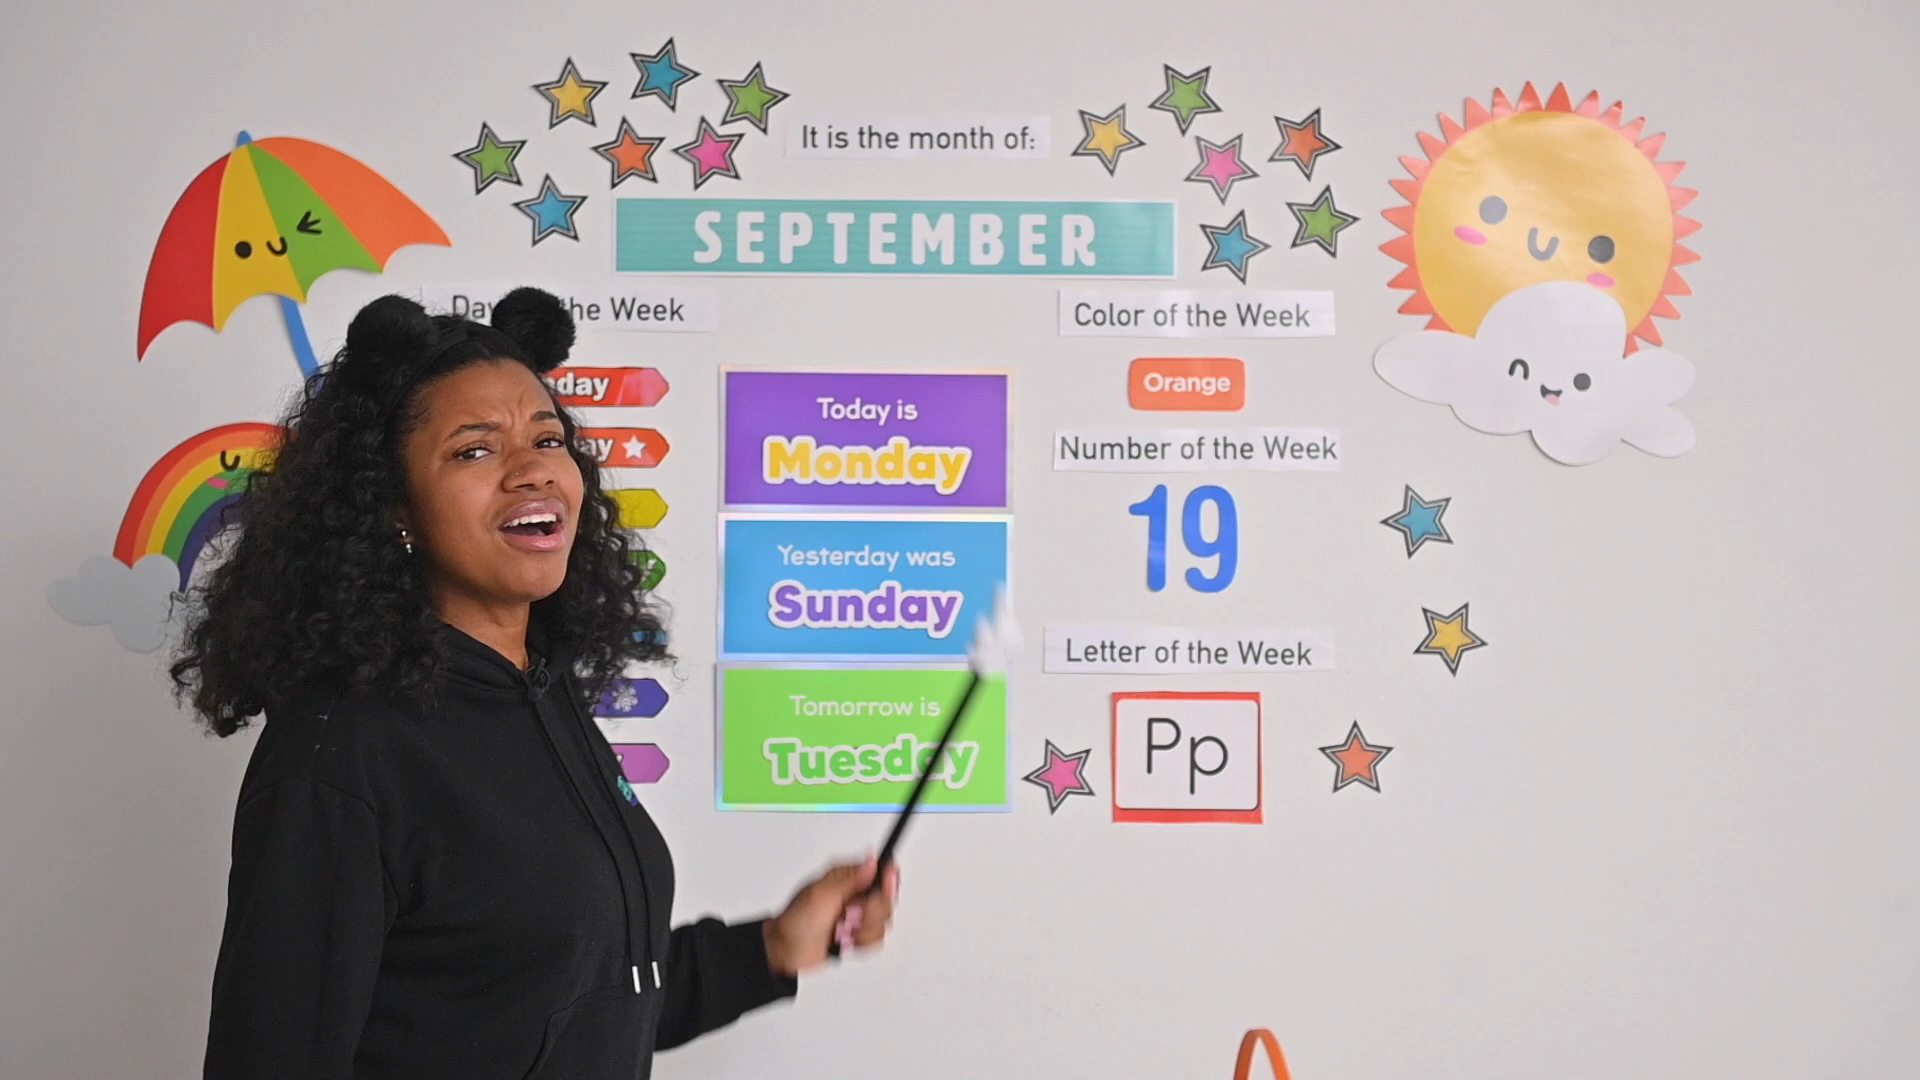 It is the month of:
SEPTEMBER
the Week
Color of the Week
Orange
Today is
Monday
Number of the Week
19
Yesterday was
Sunday
Letter of the Week
Pp
Tomorrow is
Tuesday